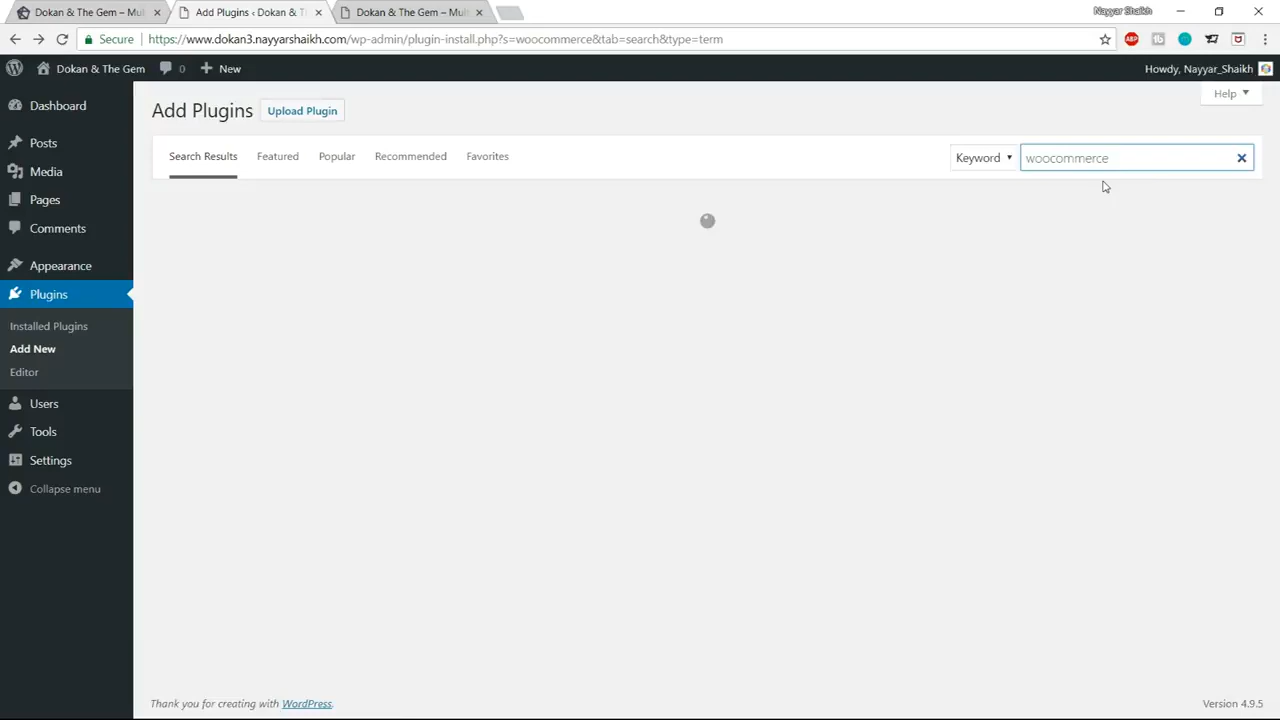 Dokan & The Gem – Mul
Add Plugins ‹ Dokan & T
Dokan & The Gem – Mult
Nayyar Shaikh
Secure
https://www.dokan3.nayyarshaikh.com/wp-admin/plugin-install.php?s=woocommerce&tab=search&type=term
ABP
Dokan & The Gem
0
New
Howdy, Nayyar_Shaikh
Help
Dashboard
Add Plugins
Upload Plugin
Posts
Search Results
Featured
Popular
Recommended
Favorites
Keyword
woocommerce
Media
Pages
Comments
Appearance
Plugins
Installed Plugins
Add New
Editor
Users
Tools
Settings
Collapse menu
Thank you for creating with WordPress.
Version 4.9.5